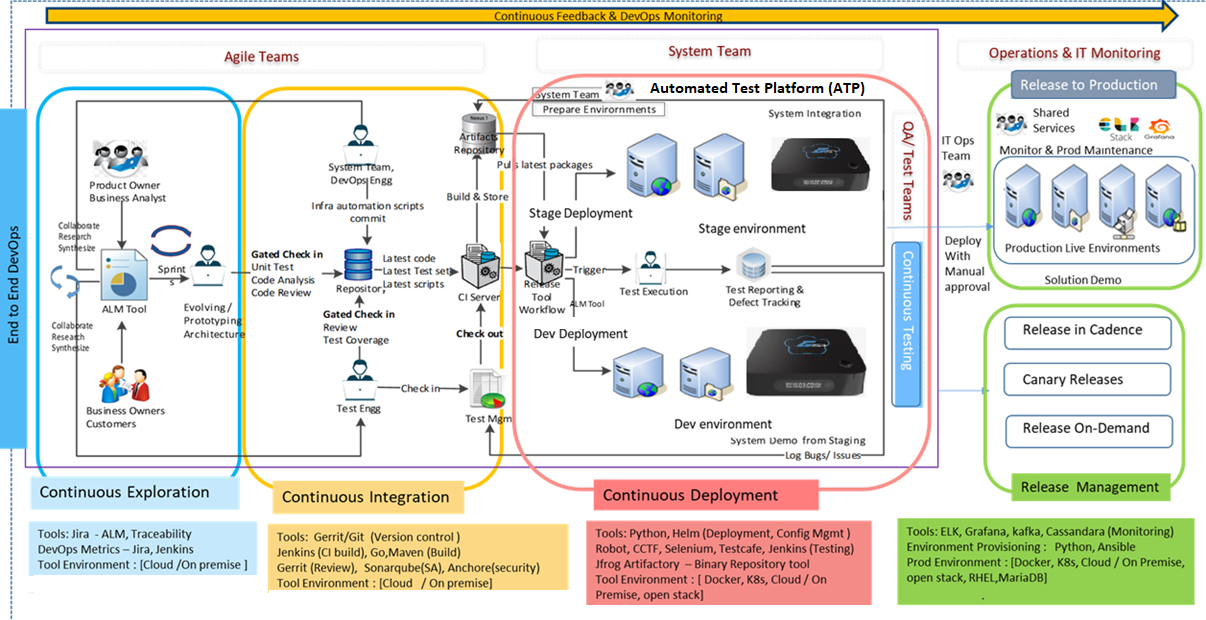 Continuous Feedback & DevOps Monitoring
Agile Teams
System Team
Operations & IT Monitoring
End to End DevOps
Product Owner
Business Analyst
Collaborate
Research
Synthesize
ALM Tool
Sprint
s
Evolving /
Prototyping
Architecture
Collaborate
Research
Synthesize
Business Owners
Customers
Continuous Exploration
System Team,
DevOps Engg
Infra automation scripts
commit
Gated Check in
Unit Test
Code Analysis
Code Review
Repository
Latest code
Latest Test set
Latest scripts
Gated Check in
Review
Test Coverage
Test Engg
Check in
Continuous Integration
Nexus 1
Artifacts
Repository
Build & Store
CI Server
Check out
Test Mgm
System Team
Automated Test Platform (ATP)
Prepare Envirornments
System Integration
Pulls latest packages
Stage Deployment
Stage environment
Release
Tool
Workflow
Trigger
ALM Tool
Test Execution
Test Reporting &
Defect Tracking
Dev Deployment
Dev environment
System Demo from Staging
Log Bugs/ Issues
Continuous Deployment
QA/ Test Teams
Continuous Testing
IT Ops
Team
Deploy
With
Manual
approval
Release to Production
Shared
Services
Stack
Grafana
Monitor & Prod Maintenance
Production Live Environments
Solution Demo
Release in Cadence
Canary Releases
Release On-Demand
Release Management
Tools: Jira - ALM, Traceability
DevOps Metrics – Jira, Jenkins
Tool Environment : [Cloud /On premise ]
Tools: Gerrit/Git (Version control )
Jenkins (CI build), Go,Maven (Build)
Gerrit (Review), Sonarqube(SA), Anchore(security)
Tool Environment : [Cloud / On premise]
Tools: Python, Helm (Deployment, Config Mgmt )
Robot, CCTF, Selenium, Testcafe, Jenkins (Testing)
Jfrog Artifactory – Binary Repository tool
Tool Environment : [ Docker, K8s, Cloud / On
Premise, open stack]
Tools: ELK, Grafana, kafka, Cassandara (Monitoring)
Environment Provisioning : Python, Ansible
Prod Environment : [Docker, K8s, Cloud / On Premise,
open stack, RHEL,MariaDB]